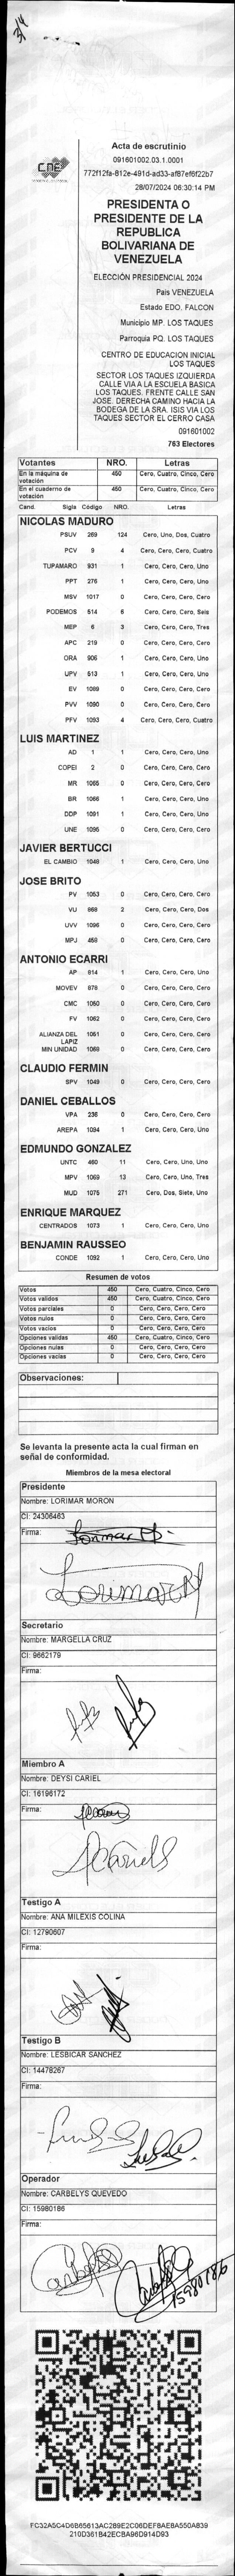 3/4
CNE
Acta de escrutinio
091601002.03.1.0001
772f12fa-812e-491d-ad33-af87ef6f22b7
28/07/2024 06:30:14 PM
PRESIDENTA O
PRESIDENTE DE LA
REPUBLICA
BOLIVARIANA DE
VENEZUELA
ELECCIÓN PRESIDENCIAL 2024
Pais VENEZUELA
Estado EDO. FALCON
Municipio MP. LOS TAQUES
Parroquia PQ. LOS TAQUES
CENTRO DE EDUCACION INICIAL
LOS TAQUES
SECTOR LOS TAQUES IZQUIERDA
CALLE VIA A LA ESCUELA BASICA
LOS TAQUES. FRENTE CALLE SAN
JOSE. DERECHA CAMINO HACIA LA
BODEGA DE LA SRA. ISIS VIA LOS
TAQUES SECTOR EL CERRO CASA
091601002
763 Electores
Votantes NRO. Letras
En la máquina de votación 450 Cero, Cuatro, Cinco, Cero
En el cuaderno de votación 450 Cero, Cuatro, Cinco, Cero
Cand. Sigla Código NRO. Letras
NICOLAS MADURO
PSUV 269 124 Cero, Uno, Dos, Cuatro
PCV 9 4 Cero, Cero, Cero, Cuatro
TUPAMARO 931 1 Cero, Cero, Cero, Uno
PPT 276 1 Cero, Cero, Cero, Uno
MSV 1017 0 Cero, Cero, Cero, Cero
PODEMOS 514 6 Cero, Cero, Cero, Seis
MEP 6 3 Cero, Cero, Cero, Tres
APC 219 0 Cero, Cero, Cero, Cero
ORA 906 1 Cero, Cero, Cero, Uno
UPV 513 1 Cero, Cero, Cero, Uno
EV 1089 0 Cero, Cero, Cero, Cero
PVV 1090 0 Cero, Cero, Cero, Cero
PFV 1093 4 Cero, Cero, Cero, Cuatro
LUIS MARTINEZ
AD 1 1 Cero, Cero, Cero, Uno
COPEI 2 0 Cero, Cero, Cero, Cero
MR 1065 0 Cero, Cero, Cero, Cero
BR 1066 1 Cero, Cero, Cero, Uno
DDP 1091 1 Cero, Cero, Cero, Uno
UNE 1095 0 Cero, Cero, Cero, Cero
JAVIER BERTUCCI
EL CAMBIO 1048 1 Cero, Cero, Cero, Uno
JOSE BRITO
PV 1053 0 Cero, Cero, Cero, Cero
VU 968 2 Cero, Cero, Cero, Dos
UVV 1096 0 Cero, Cero, Cero, Cero
MPJ 458 0 Cero, Cero, Cero, Cero
ANTONIO ECARRI
AP 814 1 Cero, Cero, Cero, Uno
MOVEV 878 0 Cero, Cero, Cero, Cero
CMC 1050 0 Cero, Cero, Cero, Cero
FV 1062 0 Cero, Cero, Cero, Cero
ALIANZA DEL LAPIZ 1051 0 Cero, Cero, Cero, Cero
MIN UNIDAD 1068 0 Cero, Cero, Cero, Cero
CLAUDIO FERMIN
SPV 1049 0 Cero, Cero, Cero, Cero
DANIEL CEBALLOS
VPA 236 0 Cero, Cero, Cero, Cero
AREPA 1094 1 Cero, Cero, Cero, Uno
EDMUNDO GONZALEZ
UNTC 460 11 Cero, Cero, Uno, Uno
MPV 1069 13 Cero, Cero, Uno, Tres
MUD 1075 271 Cero, Dos, Siete, Uno
ENRIQUE MARQUEZ
CENTRADOS 1073 1 Cero, Cero, Cero, Uno
BENJAMIN RAUSSEO
CONDE 1092 1 Cero, Cero, Cero, Uno
Resumen de votos
Votos 450 Cero, Cuatro, Cinco, Cero
Votos validos 450 Cero, Cuatro, Cinco, Cero
Votos parciales 0 Cero, Cero, Cero, Cero
Votos nulos 0 Cero, Cero, Cero, Cero
Votos vacios 0 Cero, Cero, Cero, Cero
Opciones validas 450 Cero, Cuatro, Cinco, Cero
Opciones nulas 0 Cero, Cero, Cero, Cero
Opciones vacias 0 Cero, Cero, Cero, Cero
Observaciones:
Se levanta la presente acta la cual firman en
señal de conformidad.
Miembros de la mesa electoral
Presidente
Nombre: LORIMAR MORON
CI: 24306463
Firma: Lorimar M
Lorimar M
Secretario
Nombre: MARGELLA CRUZ
CI: 9662179
Firma:
Miembro A
Nombre: DEYSI CARIEL
CI: 16196172
Firma:
Testigo A
Nombre: ANA MILEXIS COLINA
CI: 12790607
Firma:
Testigo B
Nombre: LESBICAR SANCHEZ
CI: 14478267
Firma:
Operador
Nombre: CARBELYS QUEVEDO
CI: 15980186
Firma:
15980186
FC32A5C4D6B65613AC289E2C06DEFBAEBA550A839
210D361B42ECBA96D914D93